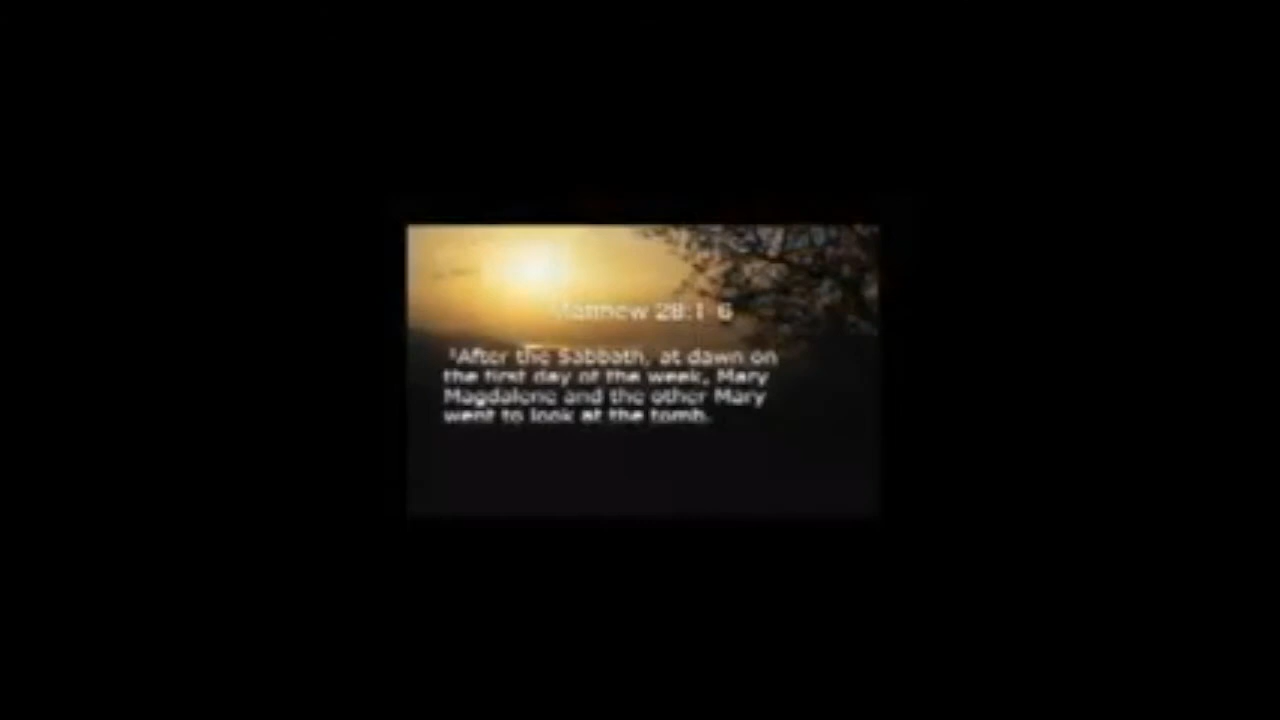 Matthew 28:1-6
¹After the Sabbath, at dawn on
the first day of the week, Mary
Magdalene and the other Mary
went to look at the tomb.